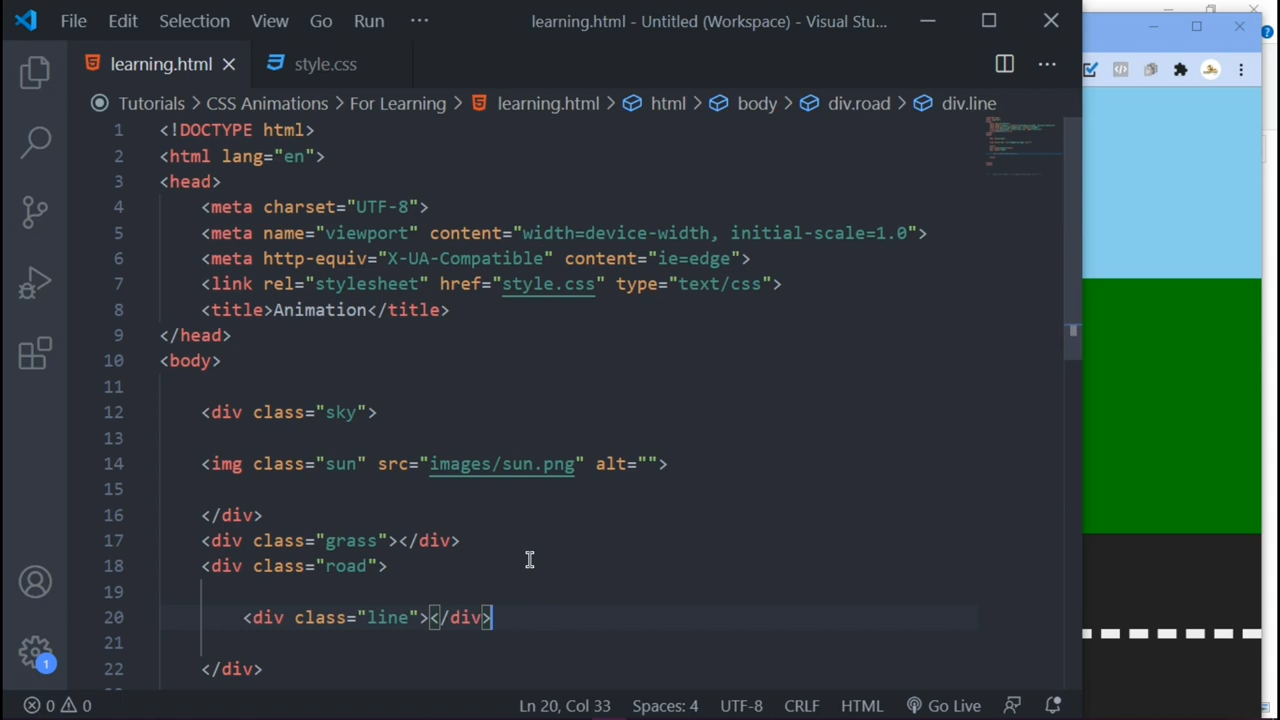 File Edit Selection View Go Run ··· learning.html - Untitled (Workspace) - Visual Stu...
learning.html style.css
Tutorials > CSS Animations > For Learning > learning.html > html > body > div.road > div.line
1 <!DOCTYPE html>
2 <html lang="en">
3 <head>
4 <meta charset="UTF-8">
5 <meta name="viewport" content="width=device-width, initial-scale=1.0">
6 <meta http-equiv="X-UA-Compatible" content="ie=edge">
7 <link rel="stylesheet" href="style.css" type="text/css">
8 <title>Animation</title>
9 </head>
10 <body>
11
12 <div class="sky">
13
14 <img class="sun" src="images/sun.png" alt="">
15
16 </div>
17 <div class="grass"></div>
18 <div class="road">
19
20 <div class="line"></div>
21
22 </div>
1
0 0 Ln 20, Col 33 Spaces: 4 UTF-8 CRLF HTML Go Live